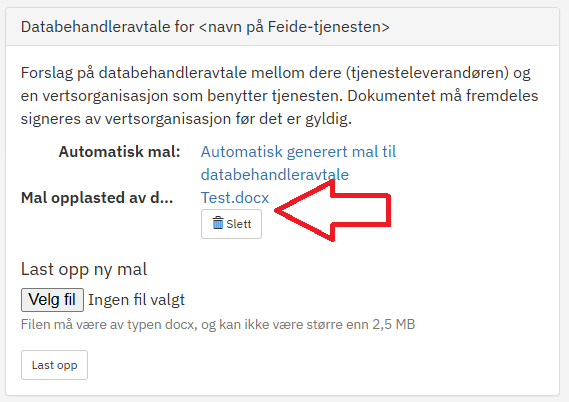 Databehandleravtale for <navn på Feide-tjenesten>
Forslag på databehandleravtale mellom dere (tjenesteleverandøren) og
en vertsorganisasjon som benytter tjenesten. Dokumentet må fremdeles
signeres av vertsorganisasjon før det er gyldig.
Automatisk mal: Automatisk generert mal til
databehandleravtale
Mal opplasted av d... Test.docx
Slett
Last opp ny mal
Velg fil Ingen fil valgt
Filen må være av typen docx, og kan ikke være større enn 2,5 MB
Last opp